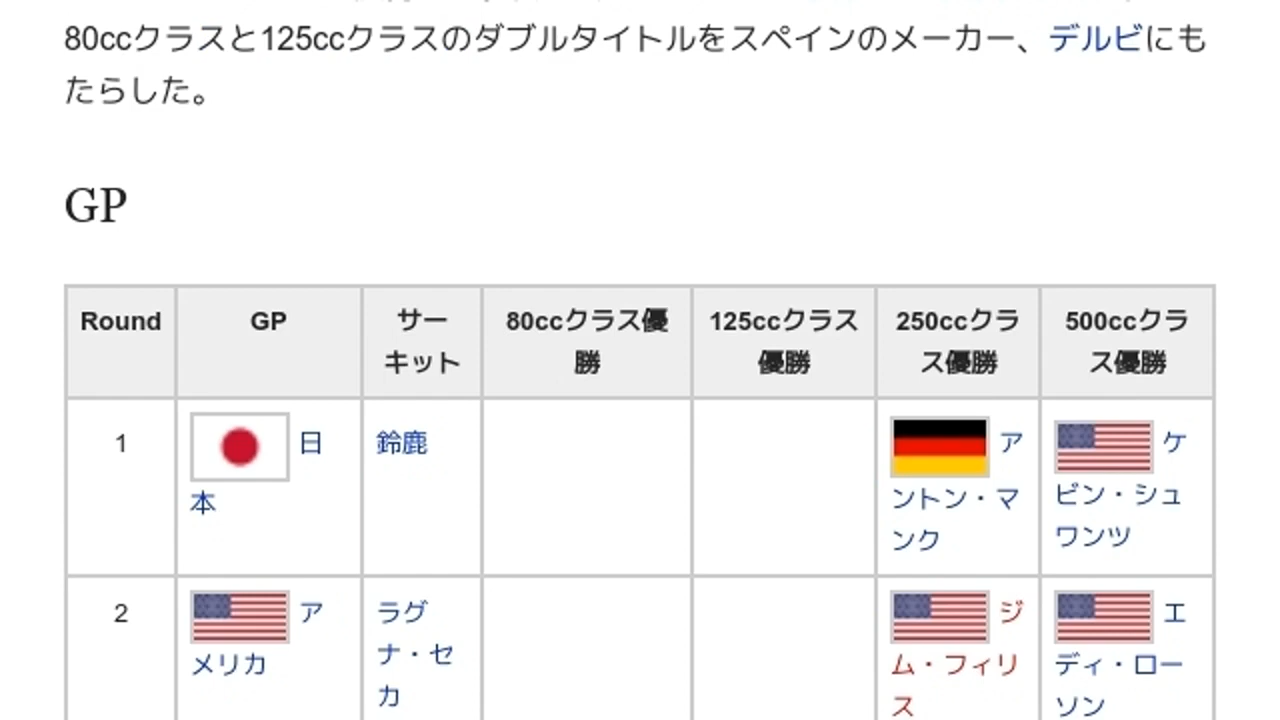 80ccクラスと125ccクラスのダブルタイトルをスペインのメーカー、デルビにも
たらした。
GP
Round GP サー 80ccクラス優 125ccクラス 250ccクラ 500ccクラ
キット 勝 優勝 ス優勝 ス優勝
1 日 鈴鹿 ア ケ
本 ントン・マ ビン・シュ
ンク ワンツ
2 ア ラグ ジ エ
メリカ ナ・セ ム・フィリ ディ・ロー
カ ス ソン